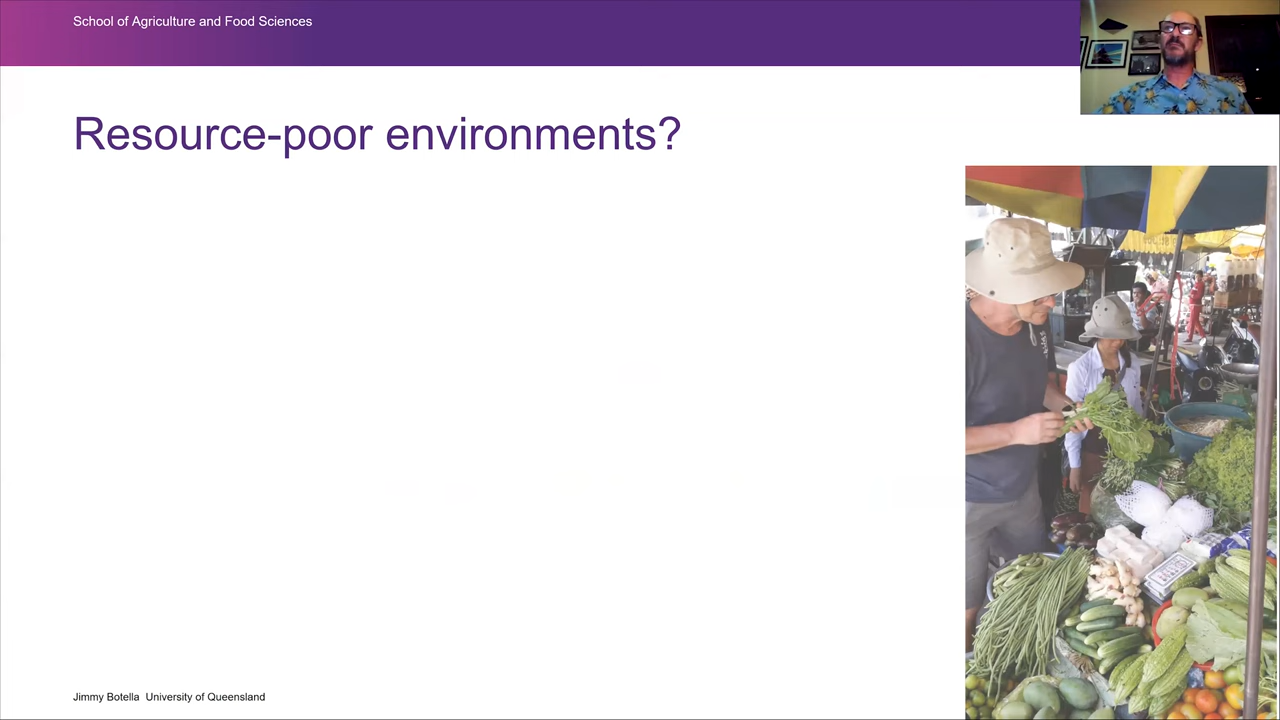 School of Agriculture and Food Sciences
Resource-poor environments?
Jimmy Botella  University of Queensland